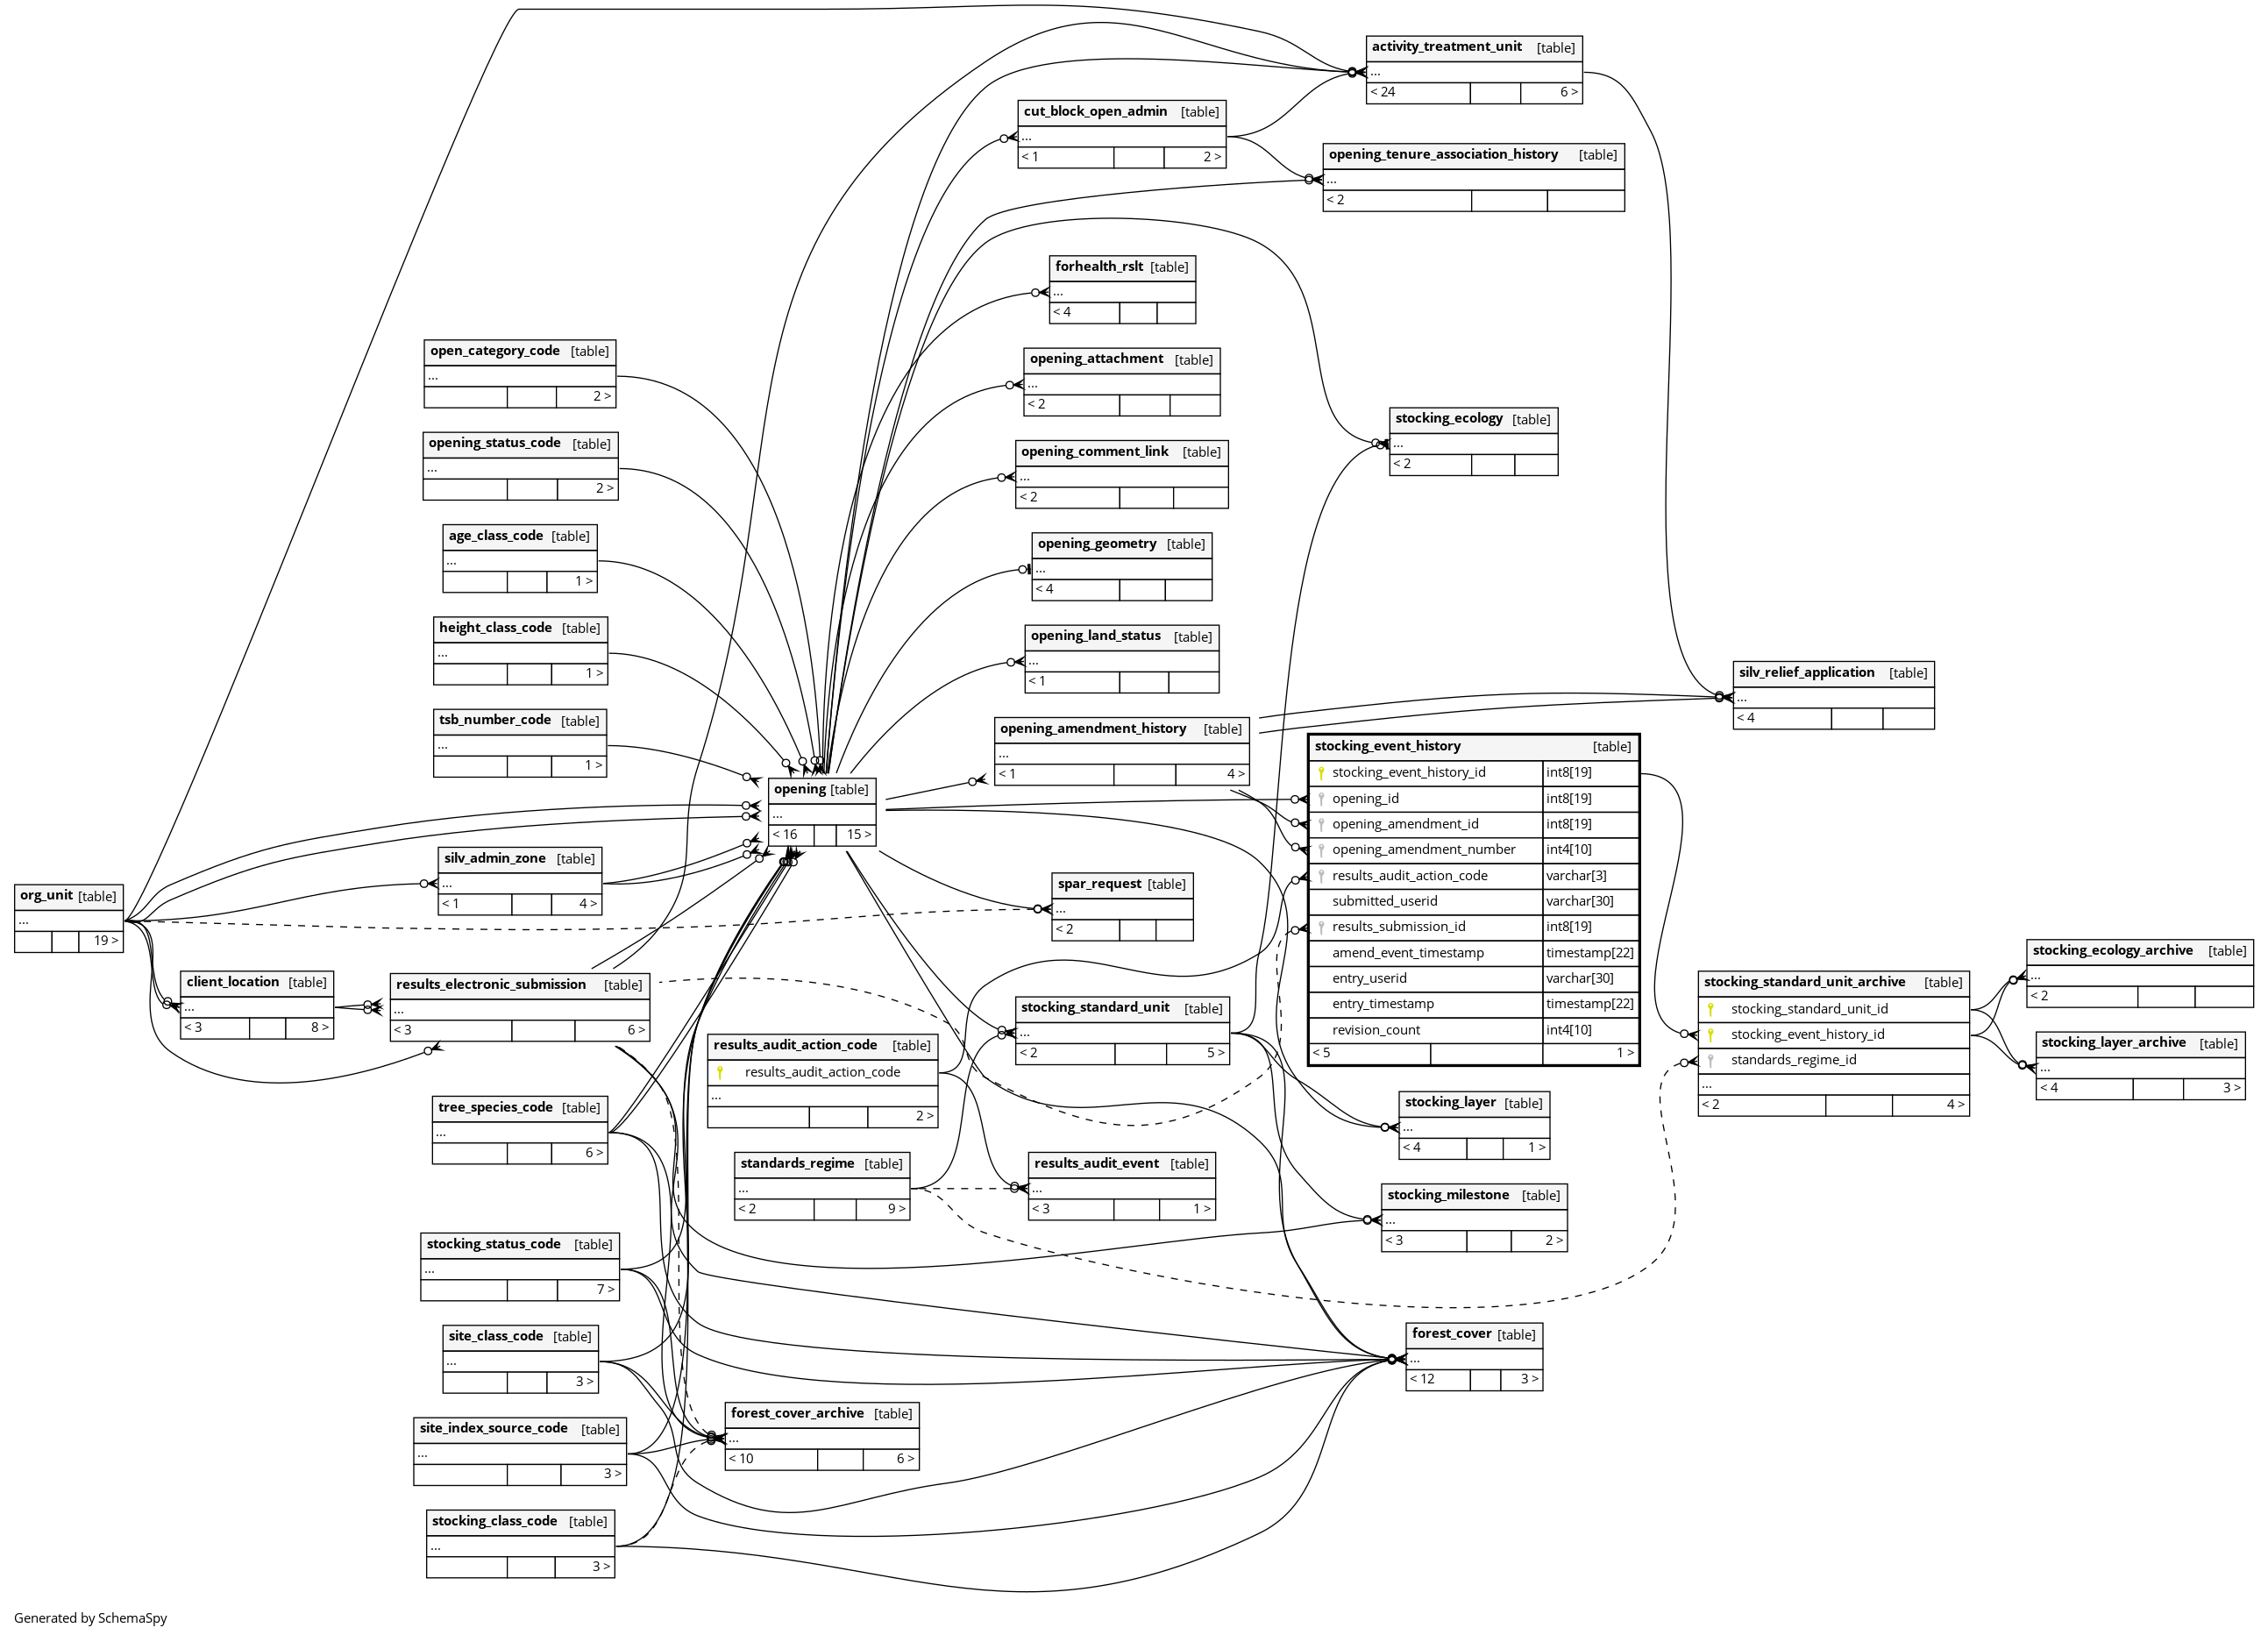 activity_treatment_unit [table]
...
< 24 6 >
cut_block_open_admin [table]
...
< 1 2 >
opening_tenure_association_history [table]
...
< 2
forhealth_rslt [table]
...
< 4
open_category_code [table]
...
2 >
opening_attachment [table]
...
< 2
stocking_ecology [table]
...
< 2
opening_status_code [table]
...
2 >
opening_comment_link [table]
...
< 2
age_class_code [table]
...
1 >
opening_geometry [table]
...
< 4
height_class_code [table]
...
1 >
opening_land_status [table]
...
< 1
silv_relief_application [table]
...
< 4
tsb_number_code [table]
...
1 >
opening_amendment_history [table]
...
< 1 4 >
opening [table]
...
< 16 15 >
stocking_event_history [table]
stocking_event_history_id int8[19]
opening_id int8[19]
opening_amendment_id int8[19]
opening_amendment_number int4[10]
results_audit_action_code varchar[3]
submitted_userid varchar[30]
results_submission_id int8[19]
amend_event_timestamp timestamp[22]
entry_userid varchar[30]
entry_timestamp timestamp[22]
revision_count int4[10]
< 5 1 >
silv_admin_zone [table]
...
< 1 4 >
org_unit [table]
...
19 >
spar_request [table]
...
< 2
client_location [table]
...
< 3 8 >
results_electronic_submission [table]
...
< 3 6 >
stocking_standard_unit [table]
...
< 2 5 >
stocking_standard_unit_archive [table]
stocking_standard_unit_id
stocking_event_history_id
standards_regime_id
...
< 2 4 >
stocking_ecology_archive [table]
...
< 2
stocking_layer_archive [table]
...
< 4 3 >
results_audit_action_code [table]
results_audit_action_code
...
2 >
tree_species_code [table]
...
6 >
stocking_layer [table]
...
< 4 1 >
standards_regime [table]
...
< 2 9 >
results_audit_event [table]
...
< 3 1 >
stocking_milestone [table]
...
< 3 2 >
stocking_status_code [table]
...
7 >
site_class_code [table]
...
3 >
forest_cover [table]
...
< 12 3 >
forest_cover_archive [table]
...
< 10 6 >
site_index_source_code [table]
...
3 >
stocking_class_code [table]
...
3 >
Generated by SchemaSpy